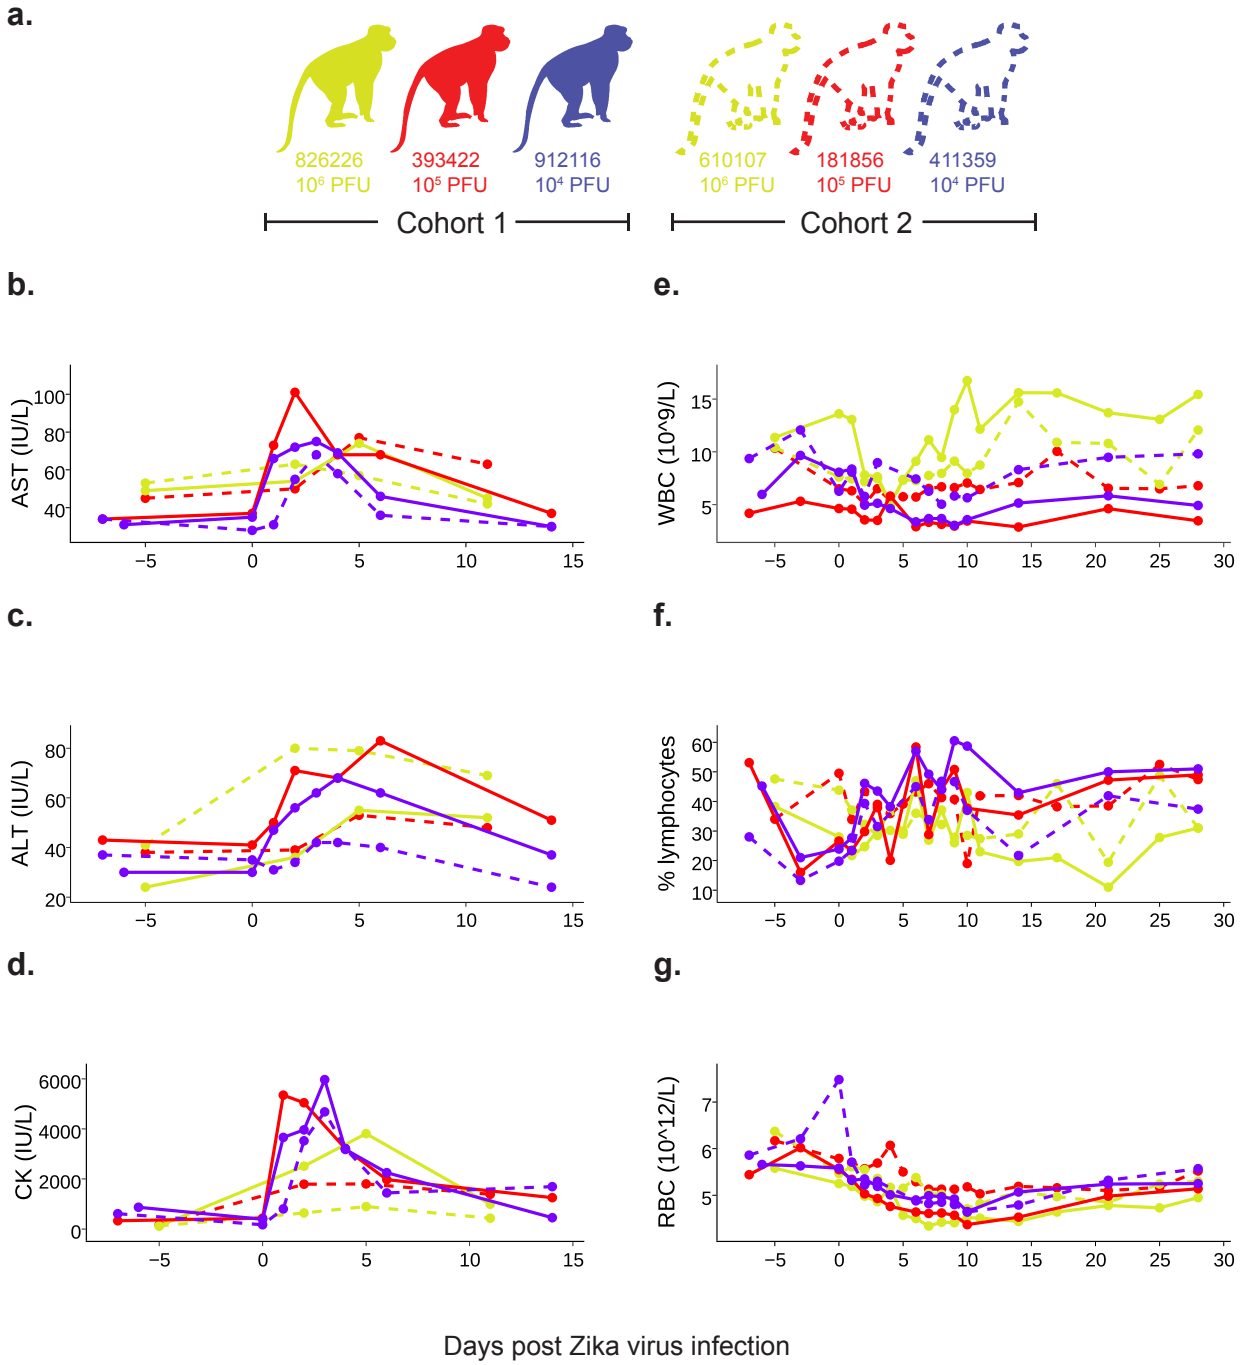 a.
826226 393422 912116 610107 181856 411359
10⁶ PFU 10⁵ PFU 10⁴ PFU 10⁶ PFU 10⁵ PFU 10⁴ PFU
Cohort 1 Cohort 2
b.
AST (IU/L)
100
80
60
40
−5 0 5 10 15
c.
ALT (IU/L)
80
60
40
20
−5 0 5 10 15
d.
CK (IU/L)
6000
4000
2000
0
−5 0 5 10 15
e.
WBC (10^9/L)
15
10
5
−5 0 5 10 15 20 25 30
f.
% lymphocytes
60
50
40
30
20
10
−5 0 5 10 15 20 25 30
g.
RBC (10^12/L)
7
6
5
−5 0 5 10 15 20 25 30
Days post Zika virus infection